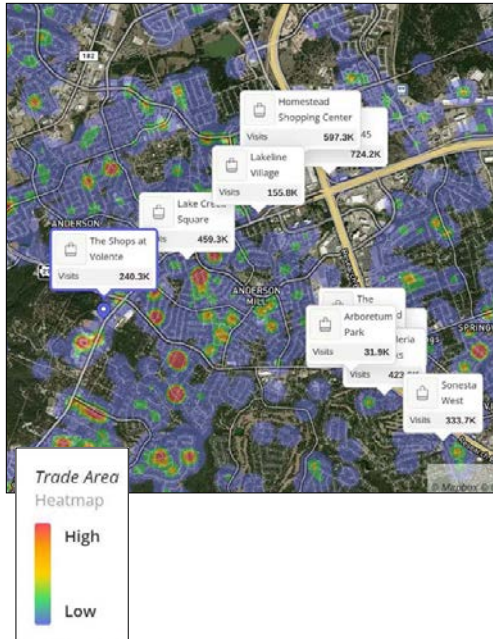 182
Homestead
Shopping Center
Visits 597.3K
45
724.2K
Lakeline
Village
Visits 155.8K
Lake Creek
Square
459.3K
ANDERSON
The Shops at
Volente
Visits 240.3K
ANDERSON
MILL
The
Arboretum
Park
Visits 31.9K
d
leria
ks
Visits
SPRING
Sonesta
West
Visits 333.7K
© Mapbox ©
Trade Area
Heatmap
High
Low